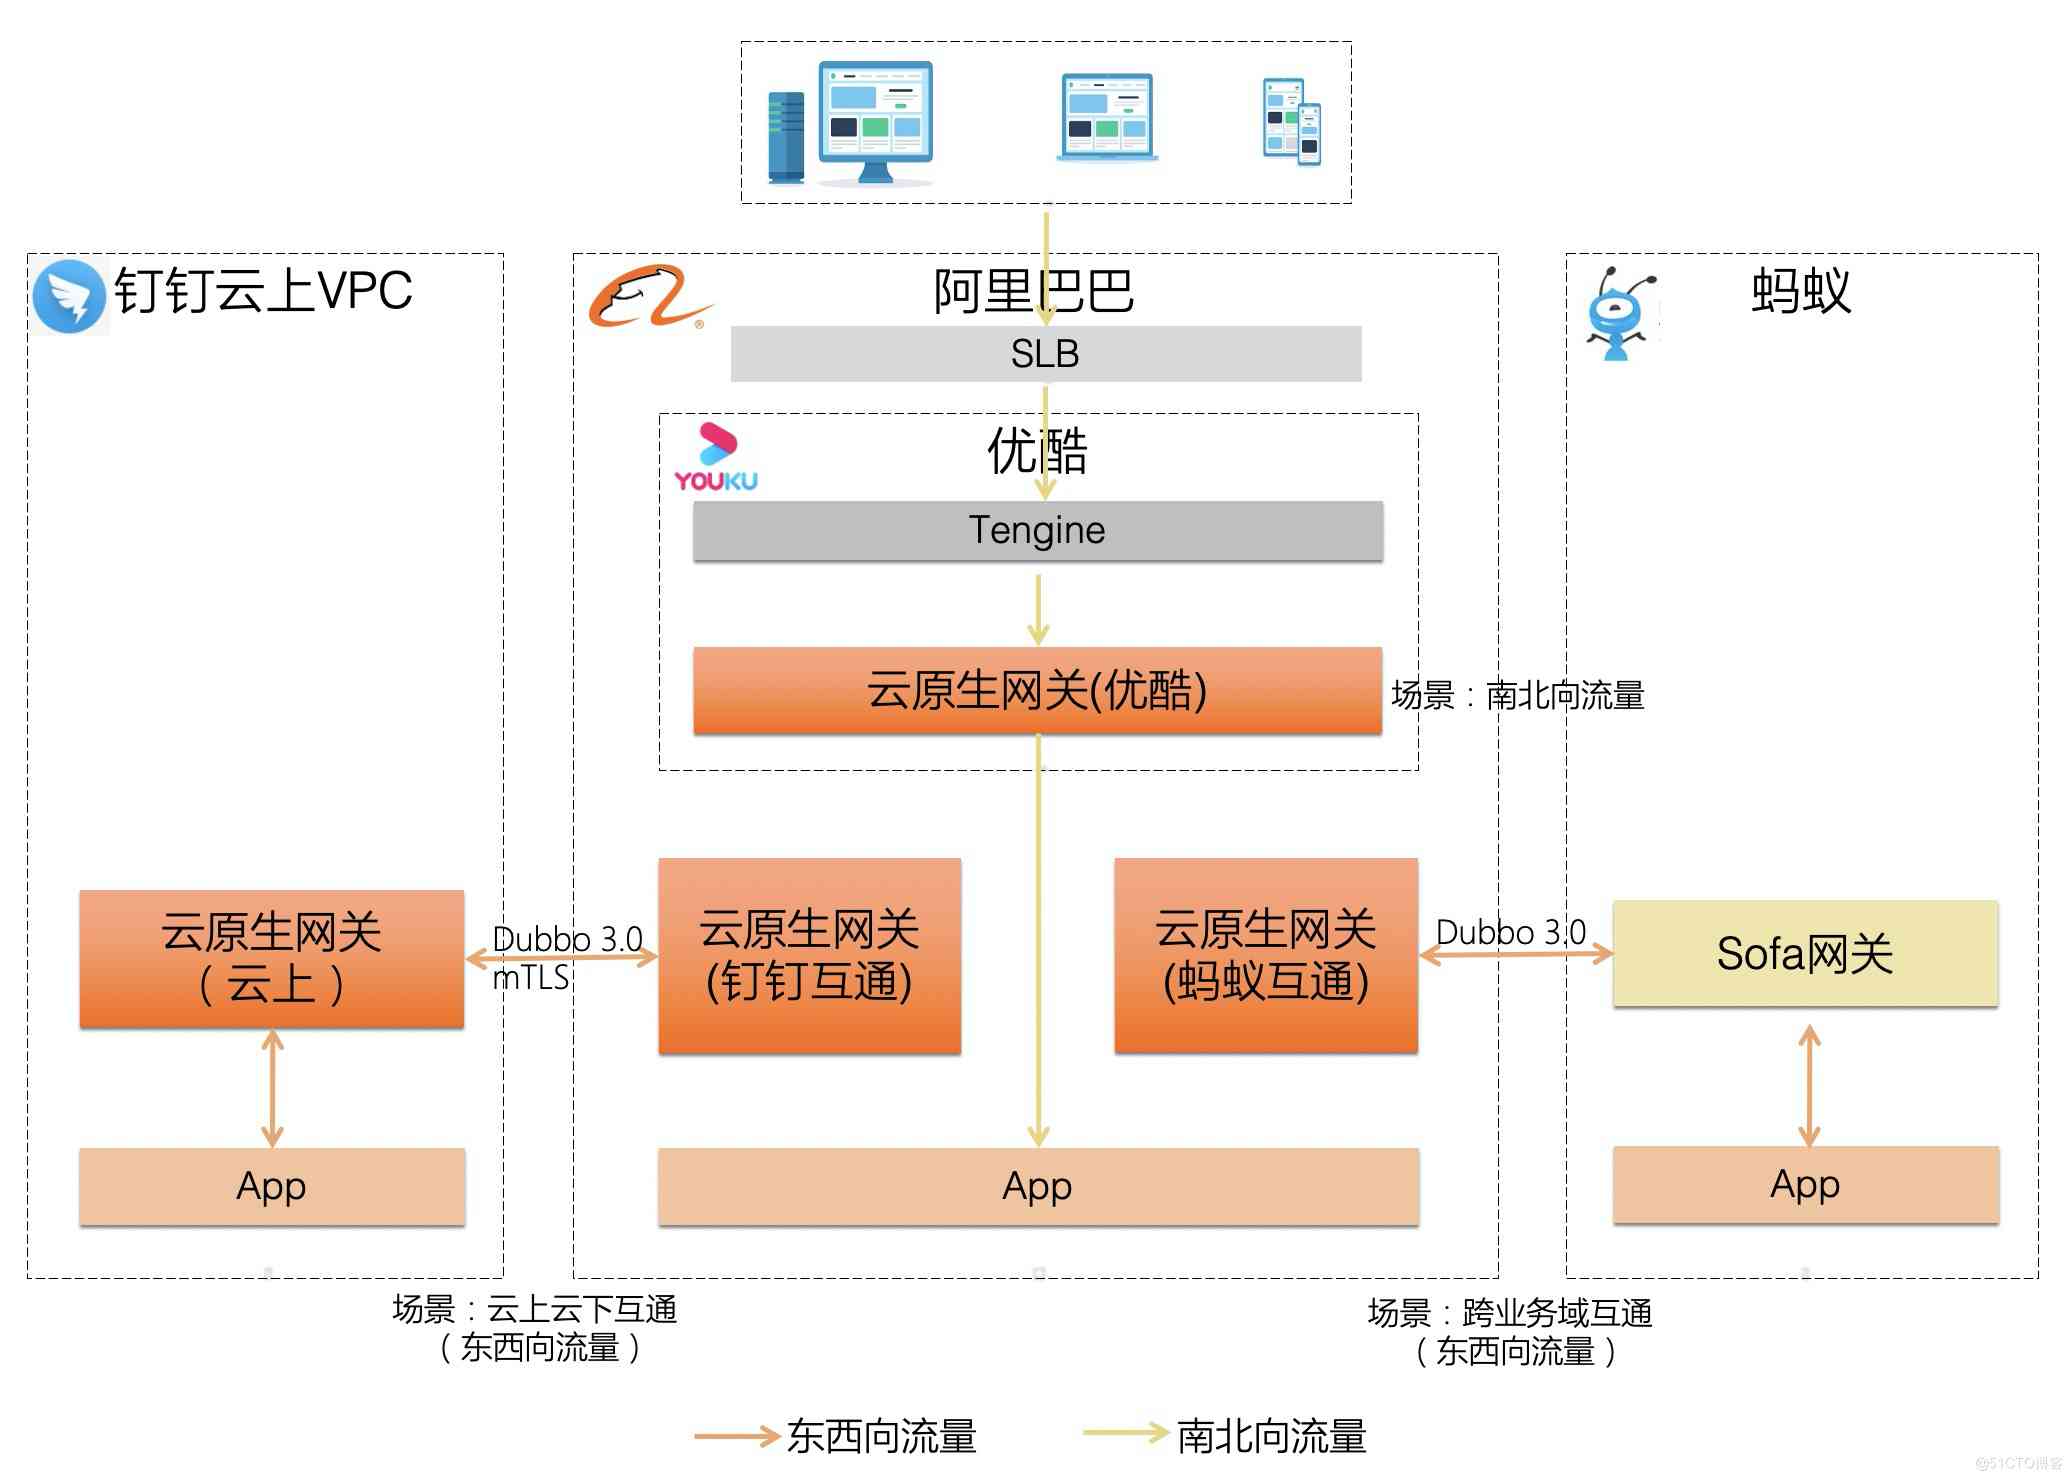 钉钉云上VPC
阿里巴巴
蚂蚁
SLB
优酷
YOUKU
Tengine
云原生网关(优酷)
场景：南北向流量
云原生网关
（云上）
Dubbo 3.0
mTLS
云原生网关
(钉钉互通)
云原生网关
(蚂蚁互通)
Dubbo 3.0
Sofa网关
App
App
App
场景：云上云下互通
（东西向流量）
场景：跨业务域互通
（东西向流量）
东西向流量
南北向流量
@51CTO博客